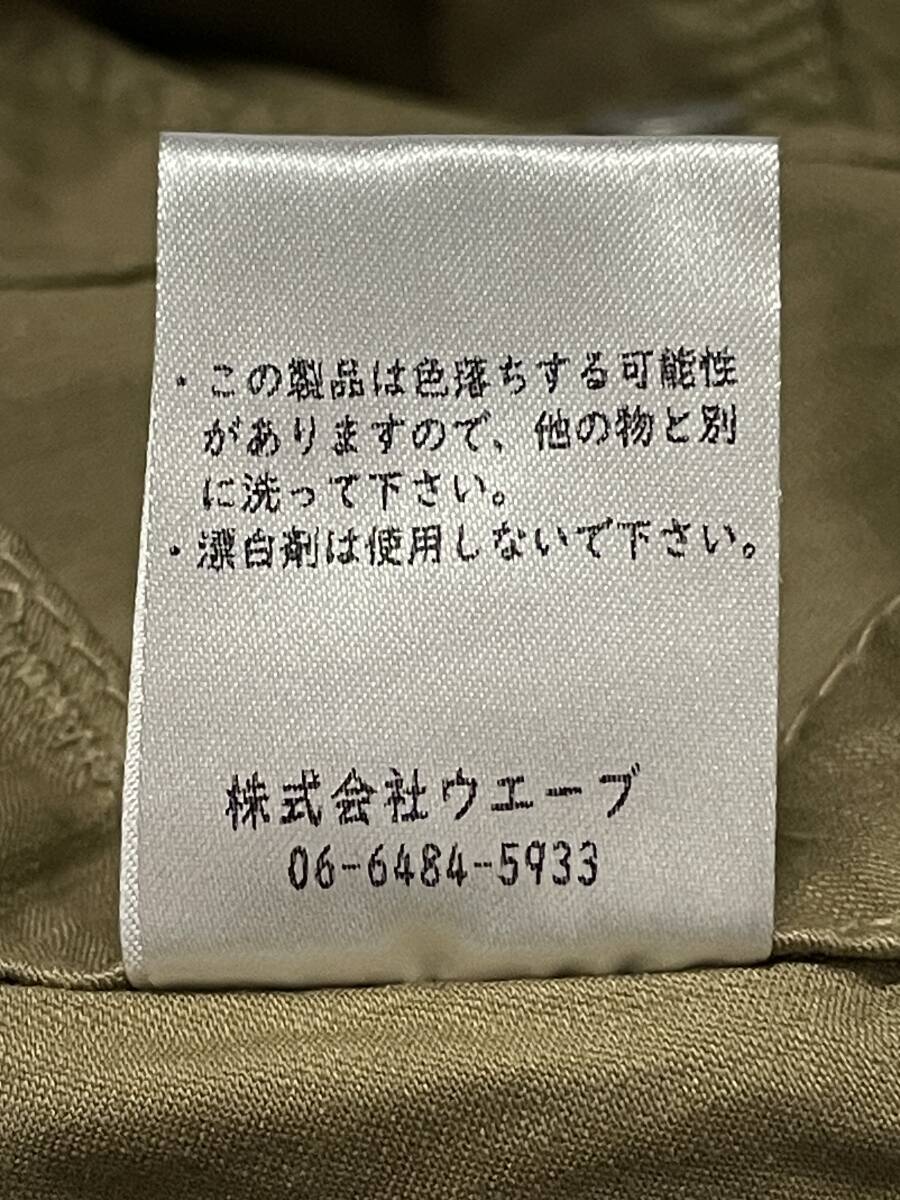 ・この製品は色落ちする可能性
がありますので、他の物と別
に洗って下さい。
・漂白剤は使用しないで下さい。
株式会社ウエーブ
06-6484-5933